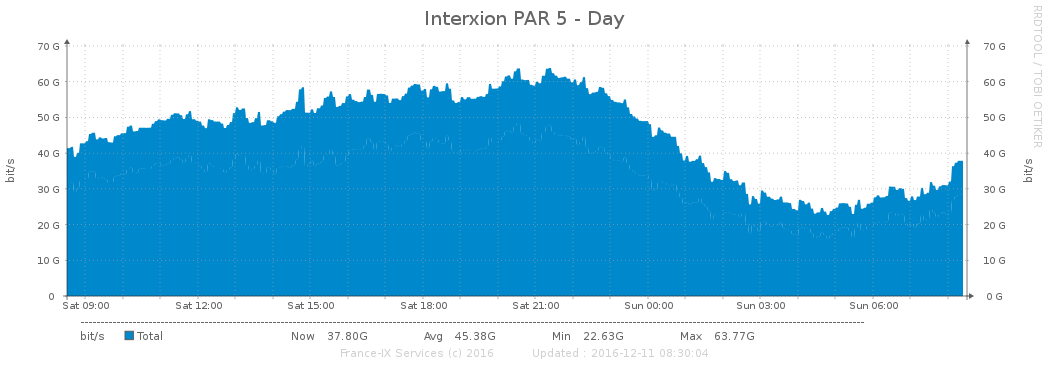 Interxion PAR 5 - Day
RRDTOOL / TOBI OETIKER
70 G 70 G
60 G 60 G
50 G 50 G
40 G 40 G
30 G 30 G
20 G 20 G
10 G 10 G
0 0 G
bit/s
bit/s
Sat 09:00 Sat 12:00 Sat 15:00 Sat 18:00 Sat 21:00 Sun 00:00 Sun 03:00 Sun 06:00
bit/s Total Now 37.80G Avg 45.38G Min 22.63G Max 63.77G
France-IX Services (c) 2016 Updated : 2016-12-11 08:30:04